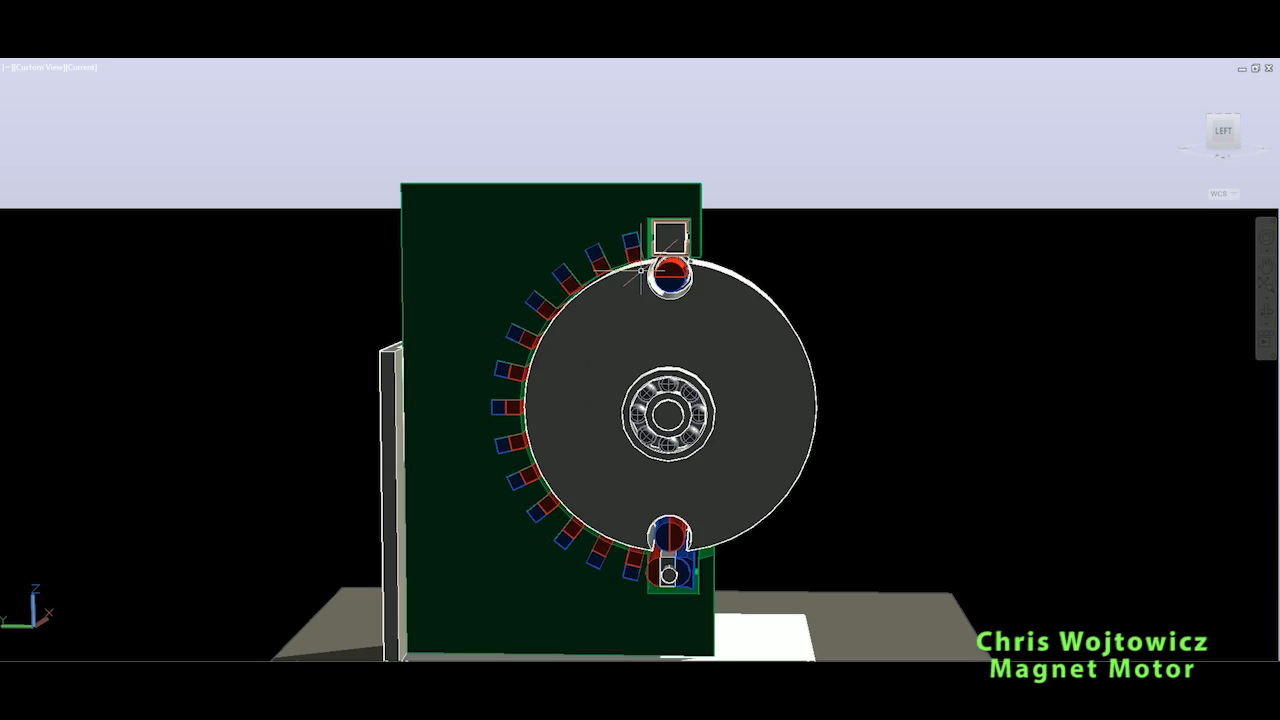 [−][Custom View][Current]
LEFT
WCS
Z
X
Y
Chris Wojtowicz
Magnet Motor